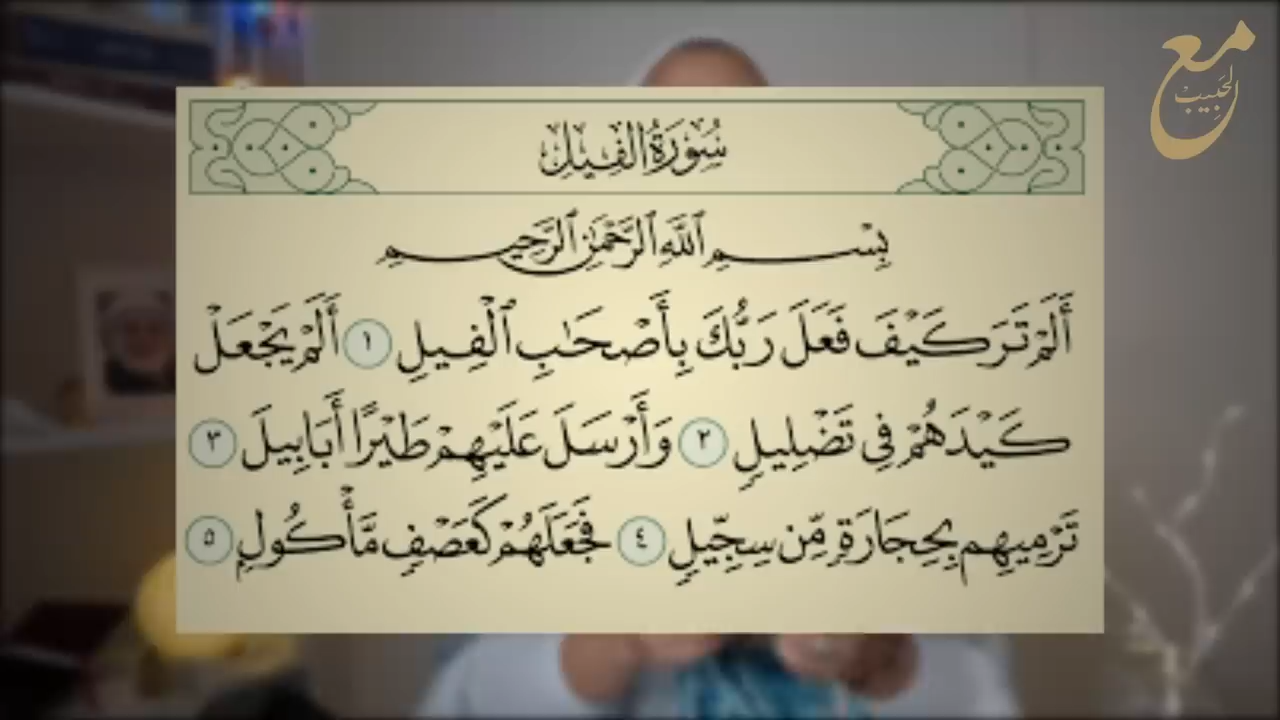 مع الحبيب
سُورَةُ الْفِيلِ
بِسْمِ ٱللَّهِ ٱلرَّحْمَٰنِ ٱلرَّحِيمِ
أَلَمْ تَرَ كَيْفَ فَعَلَ رَبُّكَ بِأَصْحَٰبِ ٱلْفِيلِ ١ أَلَمْ يَجْعَلْ
كَيْدَهُمْ فِى تَضْلِيلٍ ٢ وَأَرْسَلَ عَلَيْهِمْ طَيْرًا أَبَابِيلَ ٣
تَرْمِيهِم بِحِجَارَةٍ مِّن سِجِّيلٍ ٤ فَجَعَلَهُمْ كَعَصْفٍ مَّأْكُولٍ ٥